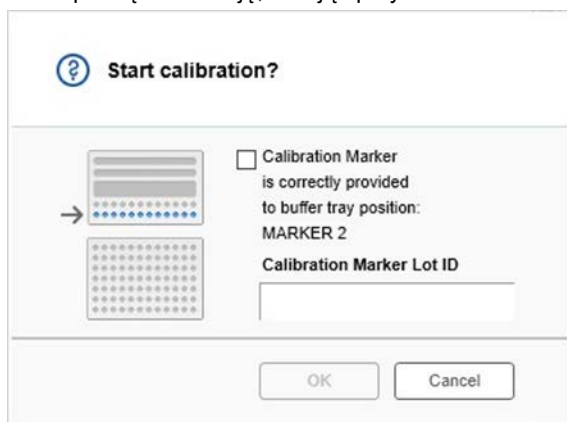 Start calibration?
Calibration Marker
is correctly provided
to buffer tray position:
MARKER 2
Calibration Marker Lot ID
OK
Cancel